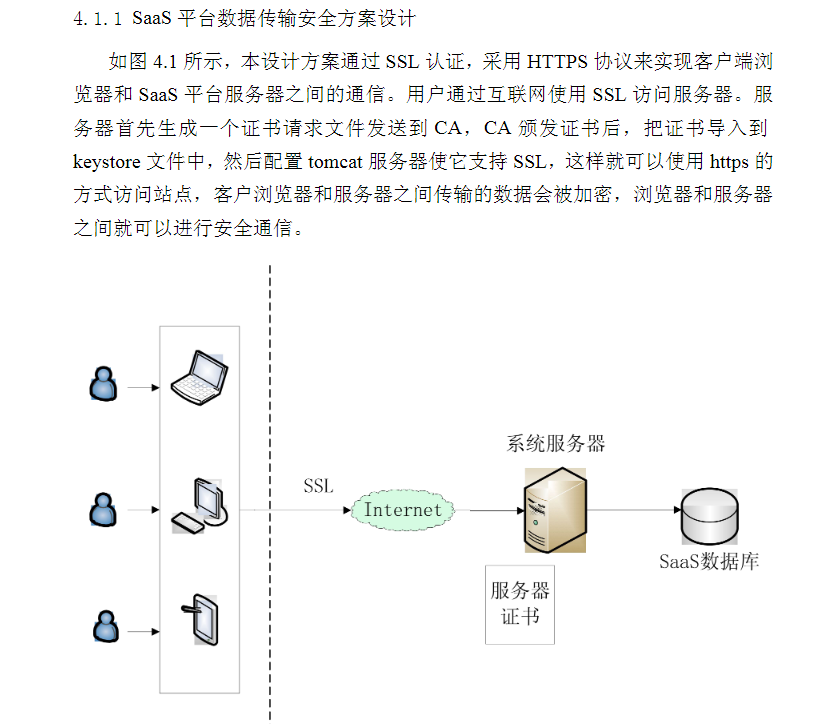 4.1.1 SaaS 平台数据传输安全方案设计
如图 4.1 所示，本设计方案通过 SSL 认证，采用 HTTPS 协议来实现客户端浏
览器和 SaaS 平台服务器之间的通信。用户通过互联网使用 SSL 访问服务器。服
务器首先生成一个证书请求文件发送到 CA，CA 颁发证书后，把证书导入到
keystore 文件中，然后配置 tomcat 服务器使它支持 SSL，这样就可以使用 https 的
方式访问站点，客户浏览器和服务器之间传输的数据会被加密，浏览器和服务器
之间就可以进行安全通信。
系统服务器
SSL
Internet
SaaS数据库
服务器
证书